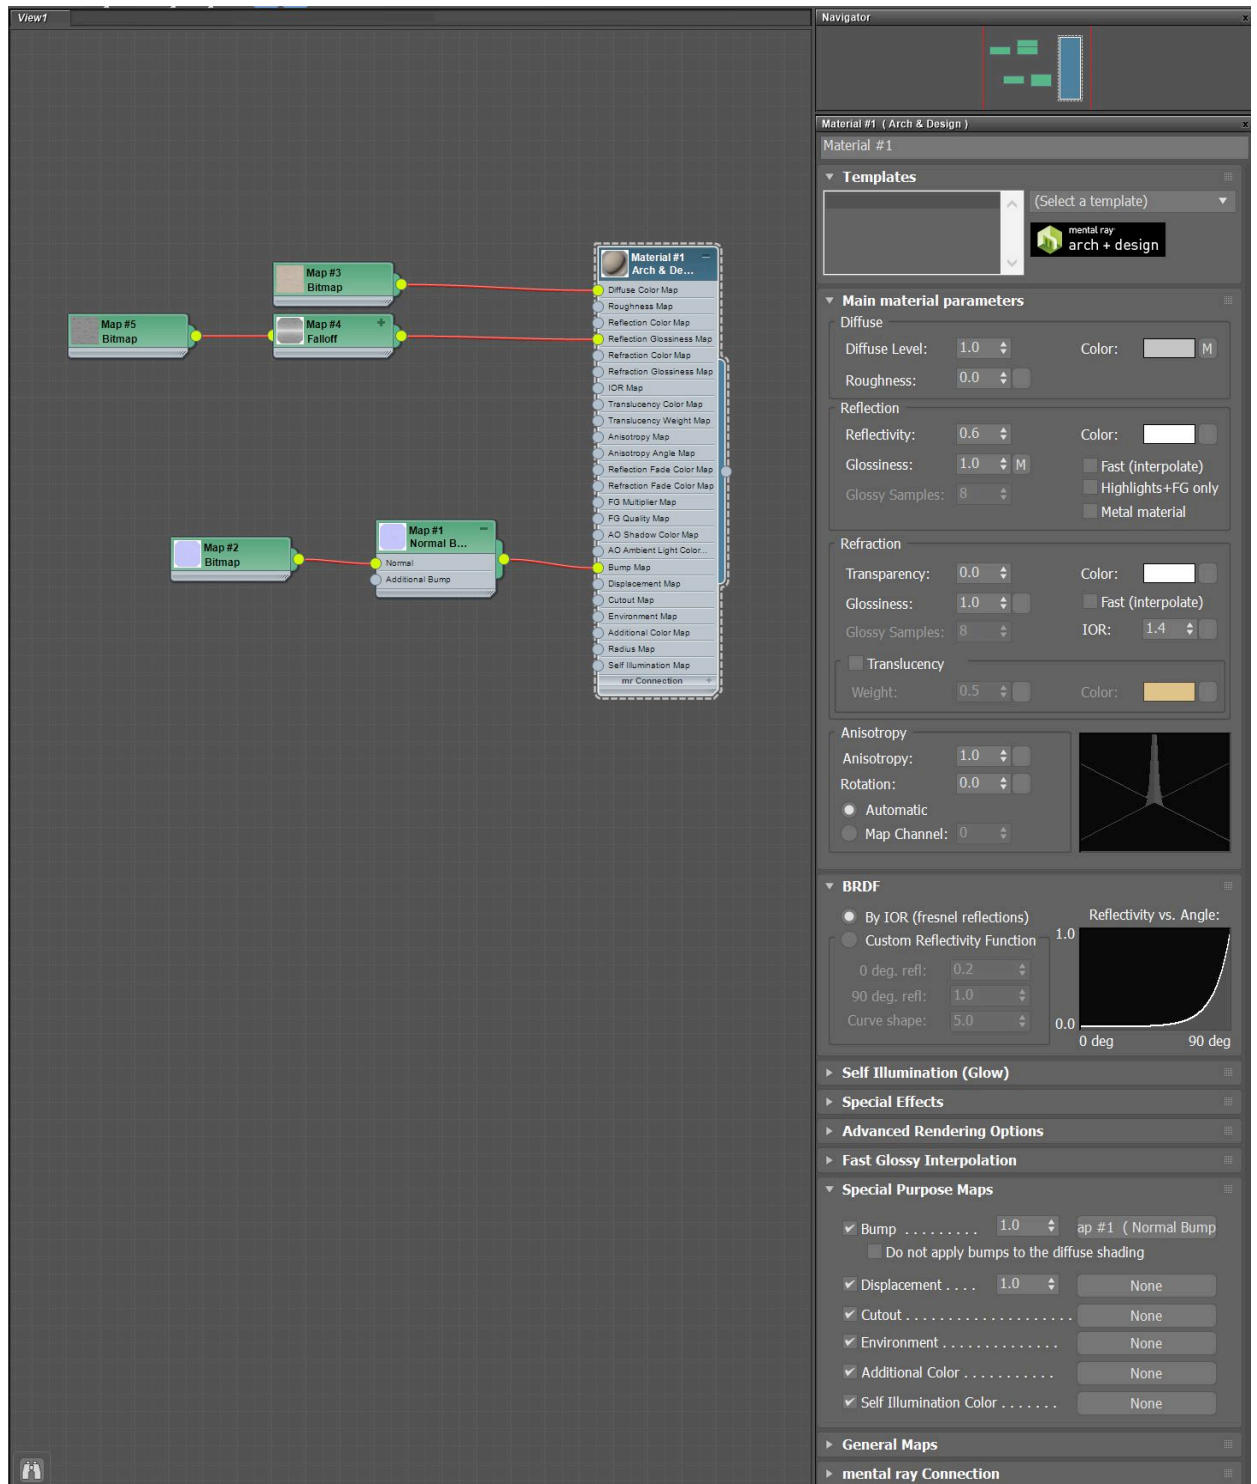 View1
Map #3
Bitmap
Map #5
Bitmap
Map #4
Falloff
Map #2
Bitmap
Map #1
Normal B...
Normal
Additional Bump
Material #1
Arch & De...
Diffuse Color Map
Roughness Map
Reflection Color Map
Reflection Glossiness Map
Refraction Color Map
Refraction Glossiness Map
IOR Map
Translucency Color Map
Translucency Weight Map
Anisotropy Map
Anisotropy Angle Map
Reflection Fade Color Map
Refraction Fade Color Map
FG Multiplier Map
FG Quality Map
AO Shadow Color Map
AO Ambient Light Color...
Bump Map
Displacement Map
Cutout Map
Environment Map
Additional Color Map
Radius Map
Self Illumination Map
mr Connection
Navigator
Material #1 ( Arch & Design )
Material #1
Templates
(Select a template)
mental ray
arch + design
Main material parameters
Diffuse
Diffuse Level: 1.0 Color: M
Roughness: 0.0
Reflection
Reflectivity: 0.6 Color:
Glossiness: 1.0 M Fast (interpolate)
Highlights+FG only
Glossy Samples: 8
Metal material
Refraction
Transparency: 0.0 Color:
Glossiness: 1.0 Fast (interpolate)
Glossy Samples: 8 IOR: 1.4
Translucency
Weight: 0.5 Color:
Anisotropy
Anisotropy: 1.0
Rotation: 0.0
Automatic
Map Channel: 0
BRDF
By IOR (fresnel reflections) Reflectivity vs. Angle:
Custom Reflectivity Function 1.0
0 deg. refl: 0.2
90 deg. refl: 1.0
Curve shape: 5.0 0.0
0 deg 90 deg
Self Illumination (Glow)
Special Effects
Advanced Rendering Options
Fast Glossy Interpolation
Special Purpose Maps
Bump . . . . . . . . . 1.0 ap #1 ( Normal Bump
Do not apply bumps to the diffuse shading
Displacement . . . . 1.0 None
Cutout . . . . . . . . . . . . . . . . . . . . . None
Environment . . . . . . . . . . . . . . None
Additional Color . . . . . . . . . . . None
Self Illumination Color . . . . . . . None
General Maps
mental ray Connection